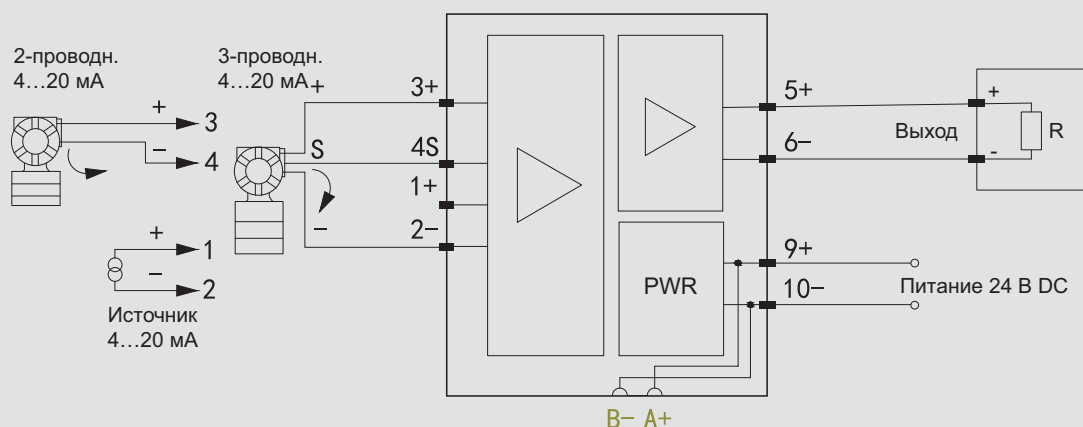 2-проводн.
4...20 мА
3-проводн.
4...20 мА
+
+
3
−
4
S
−
+
1
−
2
Источник
4...20 мА
3+
4S
1+
2−
PWR
5+
6−
9+
10−
Выход
+
-
R
Питание 24 В DC
B− A+